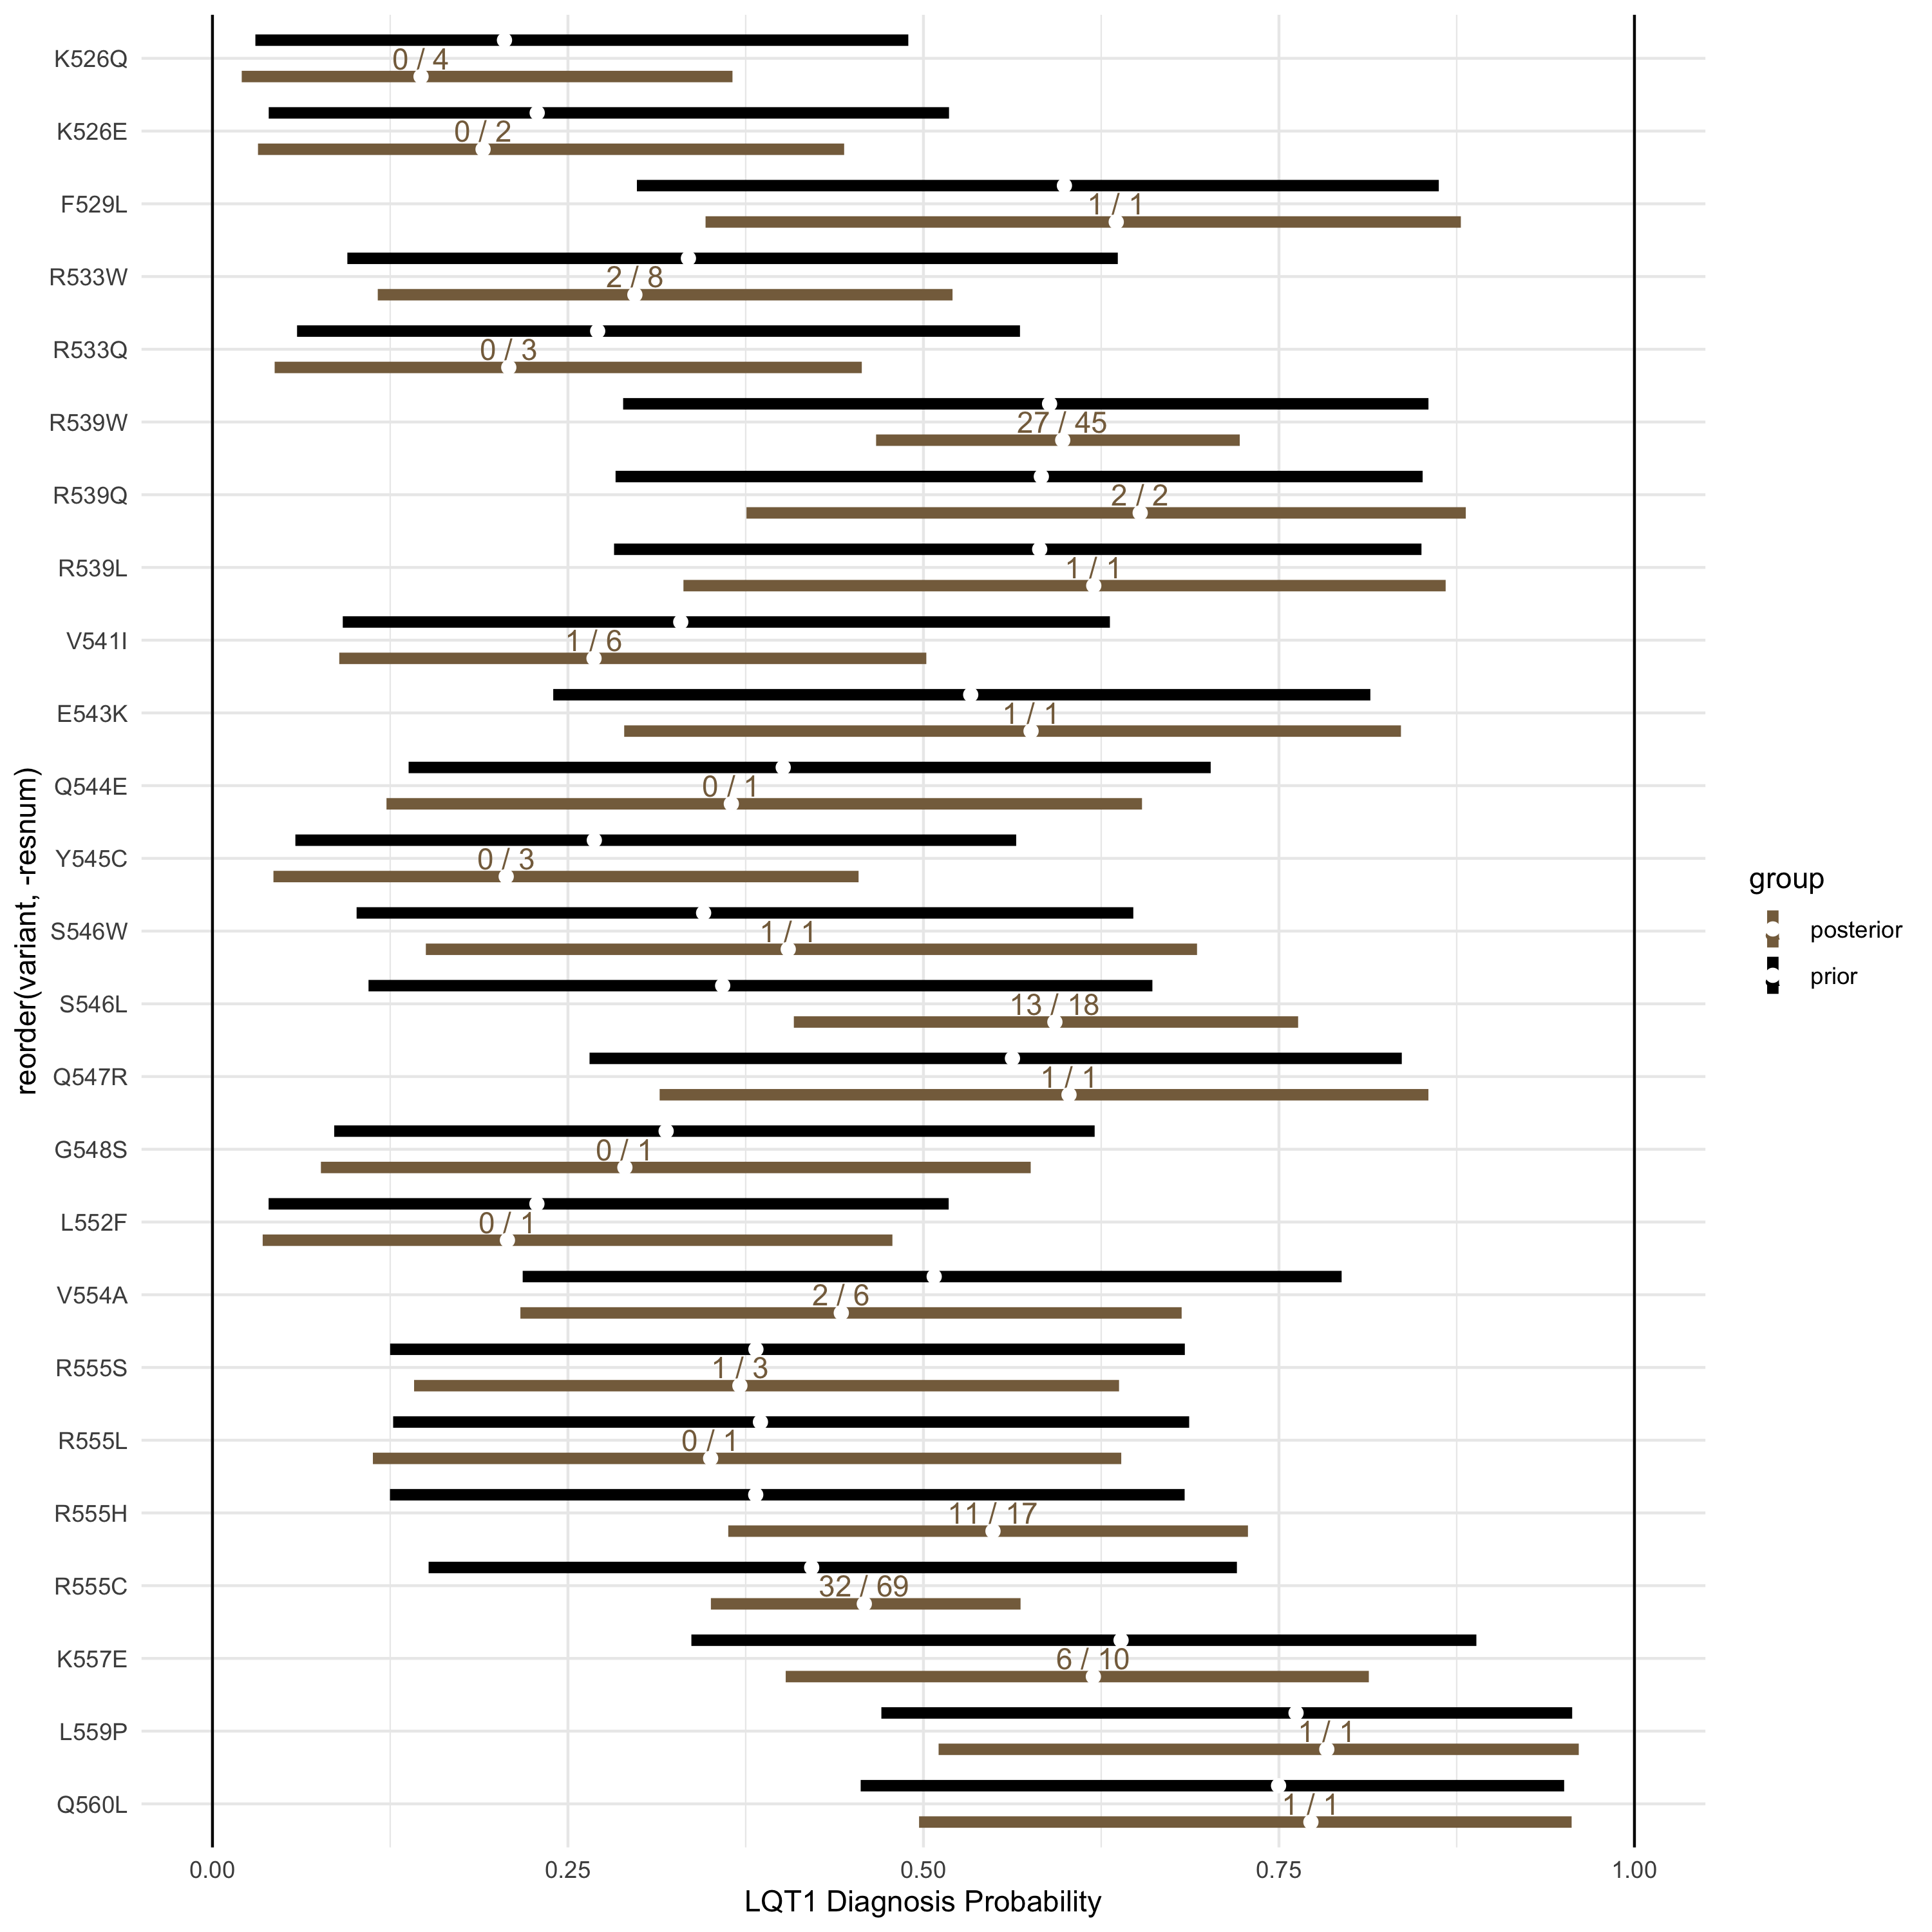 K526Q
0 / 4
K526E
0 / 2
F529L
1 / 1
R533W
2 / 8
R533Q
0 / 3
R539W
27 / 45
R539Q
2 / 2
R539L
1 / 1
V541I
1 / 6
E543K
1 / 1
Q544E
0 / 1
Y545C
0 / 3
S546W
1 / 1
S546L
13 / 18
Q547R
1 / 1
G548S
0 / 1
L552F
0 / 1
V554A
2 / 6
R555S
1 / 3
R555L
0 / 1
R555H
11 / 17
R555C
32 / 69
K557E
6 / 10
L559P
1 / 1
Q560L
1 / 1
reorder(variant, -resnum)
0.00 0.25 0.50 0.75 1.00
LQT1 Diagnosis Probability
group
posterior
prior